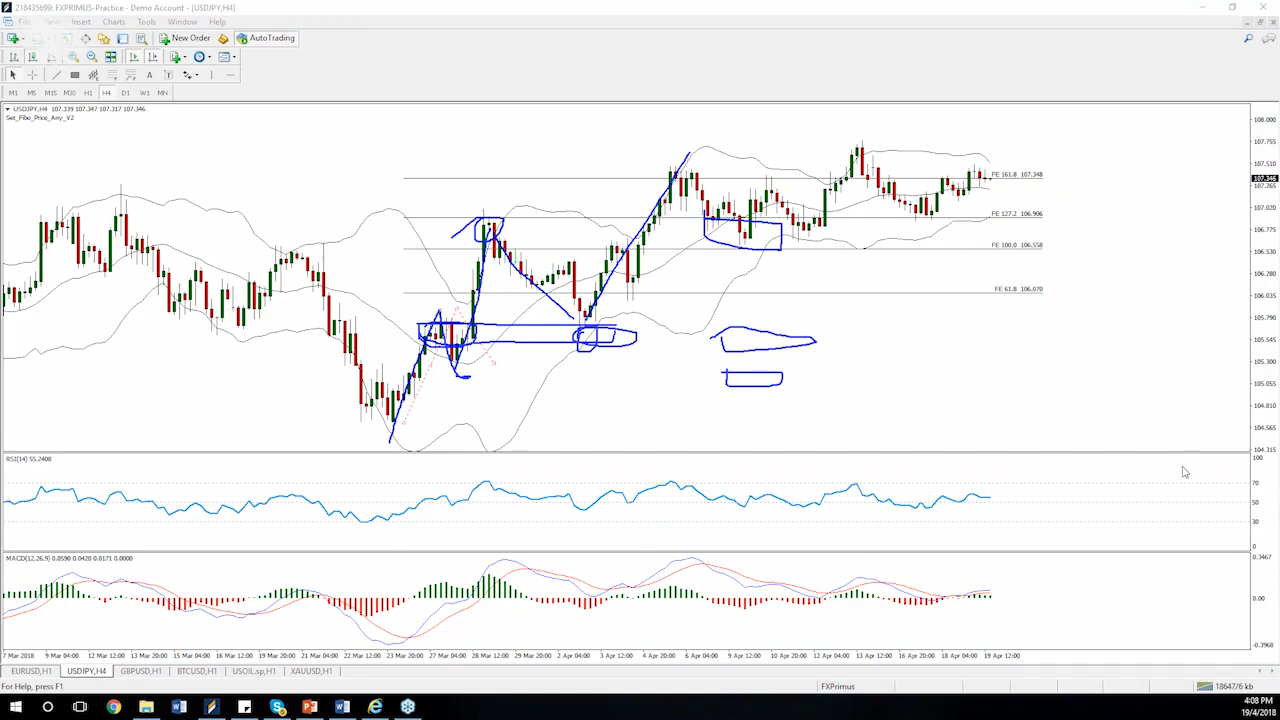 218435699: FXPRIMUS-Practice - Demo Account - [USDJPY,H4]
File View Insert Charts Tools Window Help
New Order AutoTrading
A T
M1 M5 M15 M30 H1 H4 D1 W1 MN
USDJPY,H4 107.339 107.347 107.317 107.346
Set_Fibo_Price_Any_V2
108.000
107.755
107.510
FE 161.8 107.348
107.346
107.265
107.020
FE 127.2 106.906
106.775
FE 100.0 106.558
106.530
106.280
FE 61.8 106.070
106.035
105.790
105.545
105.300
105.055
104.810
104.565
104.315
RSI(14) 55.2408
100
70
50
30
0
MACD(12,26,9) 0.0590 0.0420 0.0171 0.0000
0.3467
0.00
-0.3968
7 Mar 2018 9 Mar 04:00 12 Mar 12:00 13 Mar 20:00 15 Mar 04:00 16 Mar 12:00 19 Mar 20:00 21 Mar 04:00 22 Mar 12:00 23 Mar 20:00 27 Mar 04:00 28 Mar 12:00 29 Mar 20:00 2 Apr 04:00 3 Apr 12:00 4 Apr 20:00 6 Apr 04:00 9 Apr 12:00 10 Apr 20:00 12 Apr 04:00 13 Apr 12:00 16 Apr 20:00 18 Apr 04:00 19 Apr 12:00
EURUSD,H1 USDJPY,H4 GBPUSD,H1 BTCUSD,H1 USOIL.sp,H1 XAUUSD,H1
For Help, press F1 FXPrimus 18647/6 kb
4:08 PM
19/4/2018